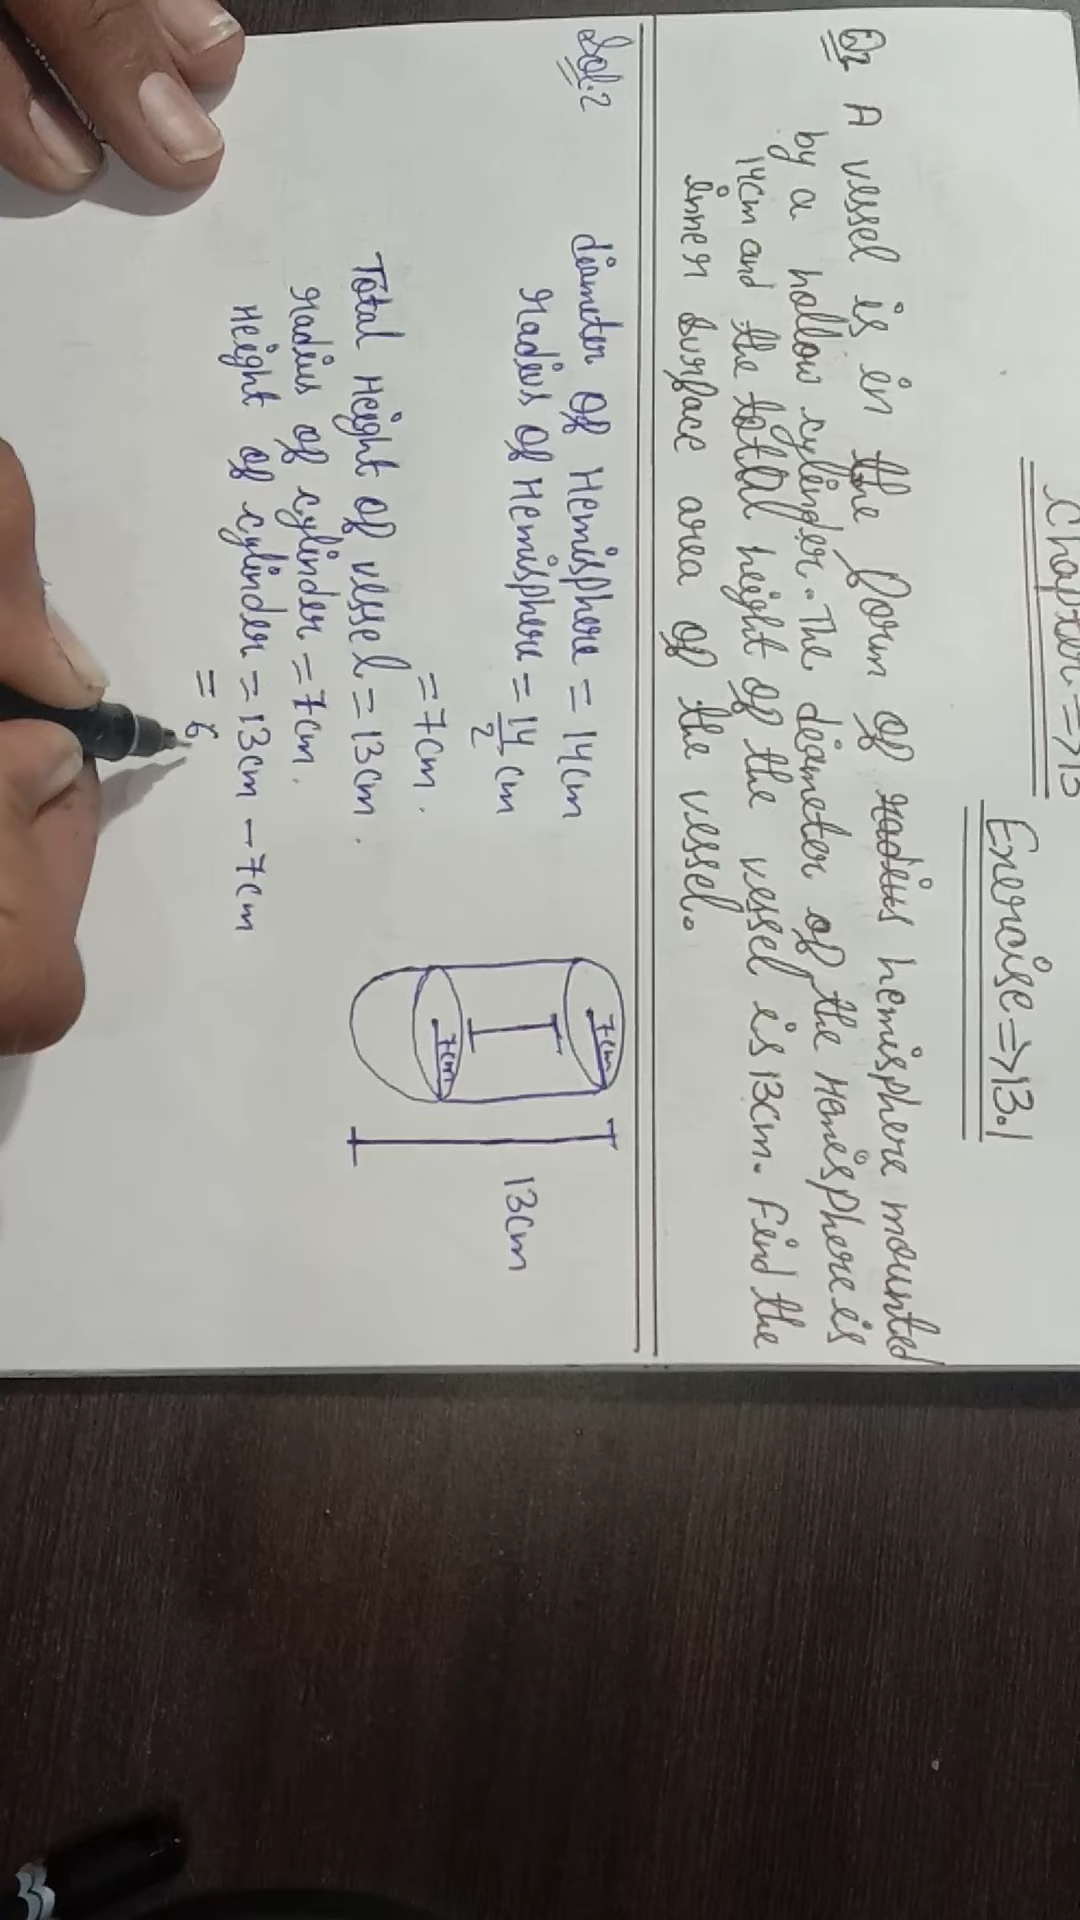 Chapter => 13
Exercise => 13.1
Q2 A vessel is in the form of radius hemisphere mounted
by a hollow cylinder. The diameter of the Hemisphere is
14cm and the total height of the vessel is 13cm. Find the
inner surface area of the vessel.
Sol. 2
diameter of Hemisphere = 14cm
radius of Hemisphere = 14/2 cm
= 7cm.
Total Height of vessel = 13cm.
radius of cylinder = 7cm.
Height of cylinder = 13cm - 7cm
= 6
7cm
7cm
13cm